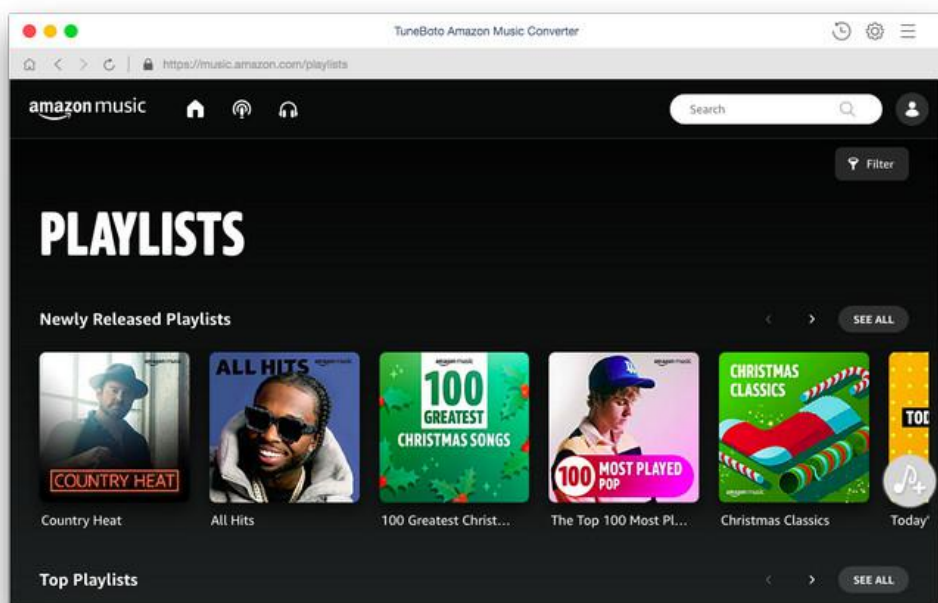 TuneBoto Amazon Music Converter
https://music.amazon.com/playlists
amazon music
Search
Filter
PLAYLISTS
Newly Released Playlists
SEE ALL
amazon music
COUNTRY HEAT
ALL HITS
amazon music
amazon music
100
GREATEST
CHRISTMAS SONGS
amazon music
100 MOST PLAYED
POP
CHRISTMAS
CLASSICS
amazon music
TOD
Country Heat
All Hits
100 Greatest Christ...
The Top 100 Most Pl...
Christmas Classics
Today'
Top Playlists
SEE ALL